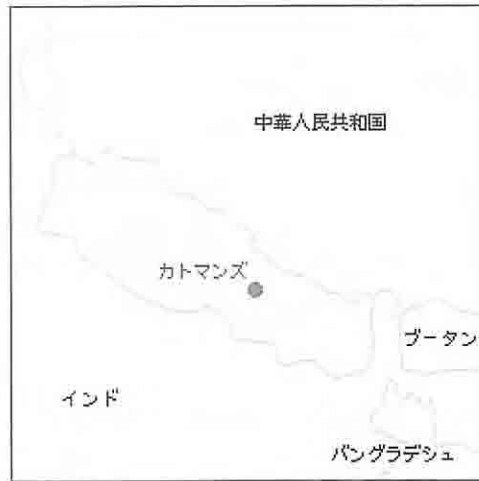 中華人民共和国
カトマンズ
ブータン
インド
バングラデシュ